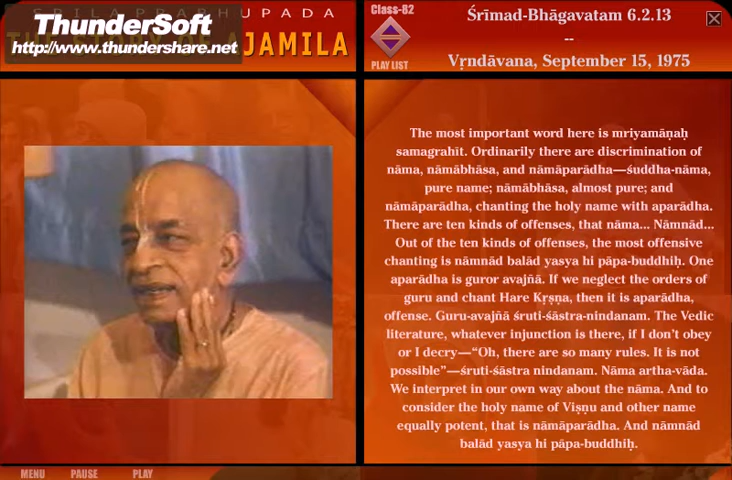 SRILA PRABHUPADA
THE STORY OF AJAMILA
ThunderSoft
http://www.thundershare.net
Class-62
PLAY LIST
Śrīmad-Bhāgavatam 6.2.13
--
Vṛndāvana, September 15, 1975
The most important word here is mriyamāṇaḥ
samagrahīt. Ordinarily there are discrimination of
nāma, nāmābhāsa, and nāmāparādha—śuddha-nāma,
pure name; nāmābhāsa, almost pure; and
nāmāparādha, chanting the holy name with aparādha.
There are ten kinds of offenses, that nāma... Nāmnād...
Out of the ten kinds of offenses, the most offensive
chanting is nāmnād balād yasya hi pāpa-buddhiḥ. One
aparādha is guror avajñā. If we neglect the orders of
guru and chant Hare Kṛṣṇa, then it is aparādha,
offense. Guru-avajñā śruti-śāstra-nindanam. The Vedic
literature, whatever injunction is there, if I don't obey
or I decry—“Oh, there are so many rules. It is not
possible”—śruti-śāstra nindanam. Nāma artha-vāda.
We interpret in our own way about the nāma. And to
consider the holy name of Viṣṇu and other name
equally potent, that is nāmāparādha. And nāmnād
balād yasya hi pāpa-buddhiḥ.
MENU PAUSE PLAY